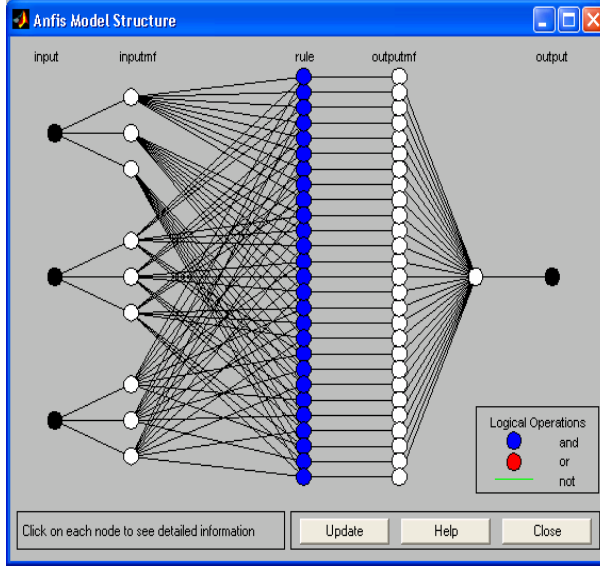 Anfis Model Structure
input inputmf rule outputmf output
Logical Operations
and
or
not
Click on each node to see detailed information
Update Help Close